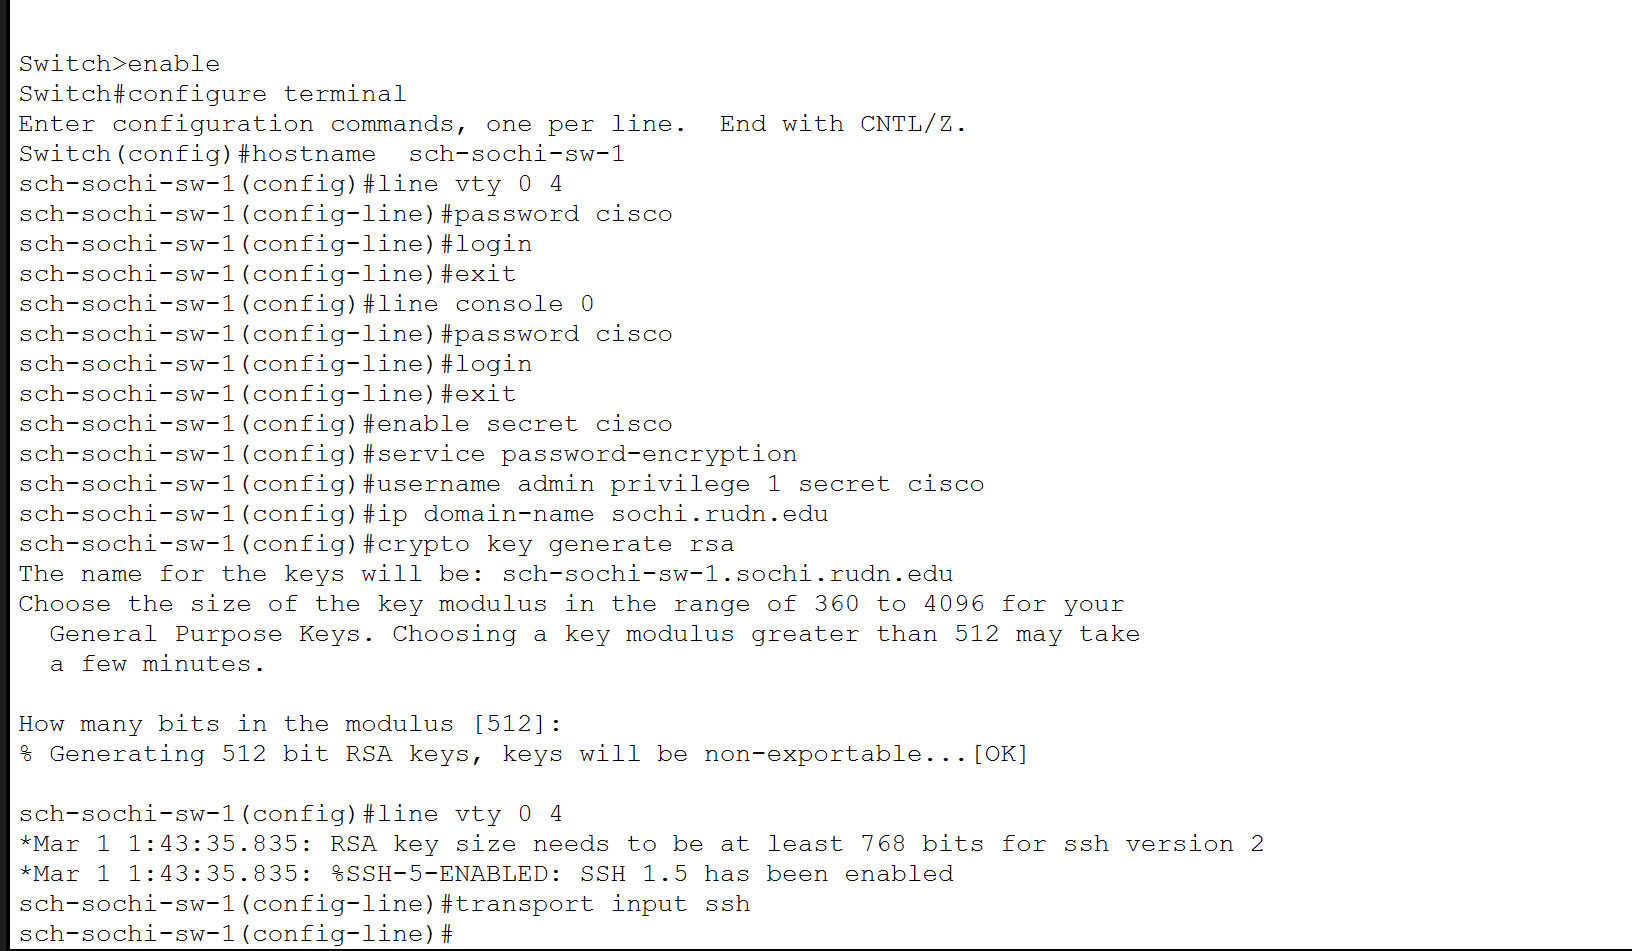 Switch>enable
Switch#configure terminal
Enter configuration commands, one per line.  End with CNTL/Z.
Switch(config)#hostname  sch-sochi-sw-1
sch-sochi-sw-1(config)#line vty 0 4
sch-sochi-sw-1(config-line)#password cisco
sch-sochi-sw-1(config-line)#login
sch-sochi-sw-1(config-line)#exit
sch-sochi-sw-1(config)#line console 0
sch-sochi-sw-1(config-line)#password cisco
sch-sochi-sw-1(config-line)#login
sch-sochi-sw-1(config-line)#exit
sch-sochi-sw-1(config)#enable secret cisco
sch-sochi-sw-1(config)#service password-encryption
sch-sochi-sw-1(config)#username admin privilege 1 secret cisco
sch-sochi-sw-1(config)#ip domain-name sochi.rudn.edu
sch-sochi-sw-1(config)#crypto key generate rsa
The name for the keys will be: sch-sochi-sw-1.sochi.rudn.edu
Choose the size of the key modulus in the range of 360 to 4096 for your
  General Purpose Keys. Choosing a key modulus greater than 512 may take
  a few minutes.

How many bits in the modulus [512]:
% Generating 512 bit RSA keys, keys will be non-exportable...[OK]

sch-sochi-sw-1(config)#line vty 0 4
*Mar 1 1:43:35.835: RSA key size needs to be at least 768 bits for ssh version 2
*Mar 1 1:43:35.835: %SSH-5-ENABLED: SSH 1.5 has been enabled
sch-sochi-sw-1(config-line)#transport input ssh
sch-sochi-sw-1(config-line)#